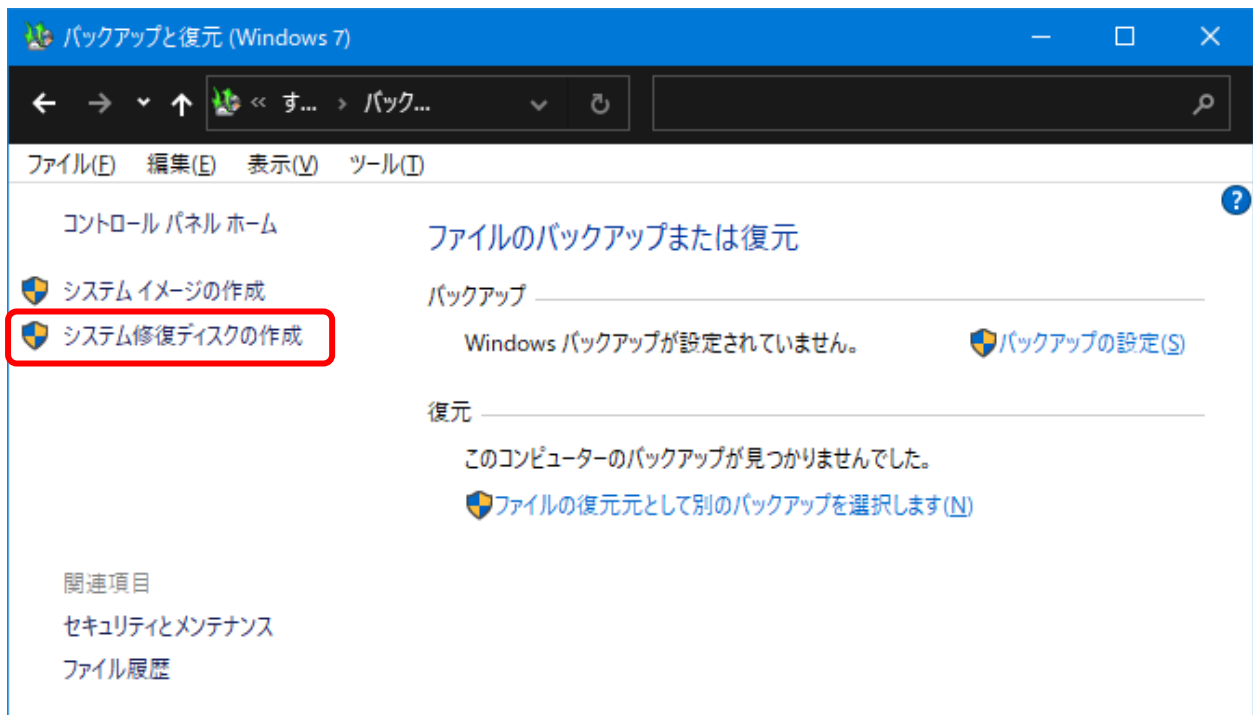 バックアップと復元 (Windows 7)
« す... › バック...
ファイル(F) 編集(E) 表示(V) ツール(T)
コントロール パネル ホーム
システム イメージの作成
システム修復ディスクの作成
ファイルのバックアップまたは復元
バックアップ
Windows バックアップが設定されていません。
バックアップの設定(S)
復元
このコンピューターのバックアップが見つかりませんでした。
ファイルの復元元として別のバックアップを選択します(N)
関連項目
セキュリティとメンテナンス
ファイル履歴